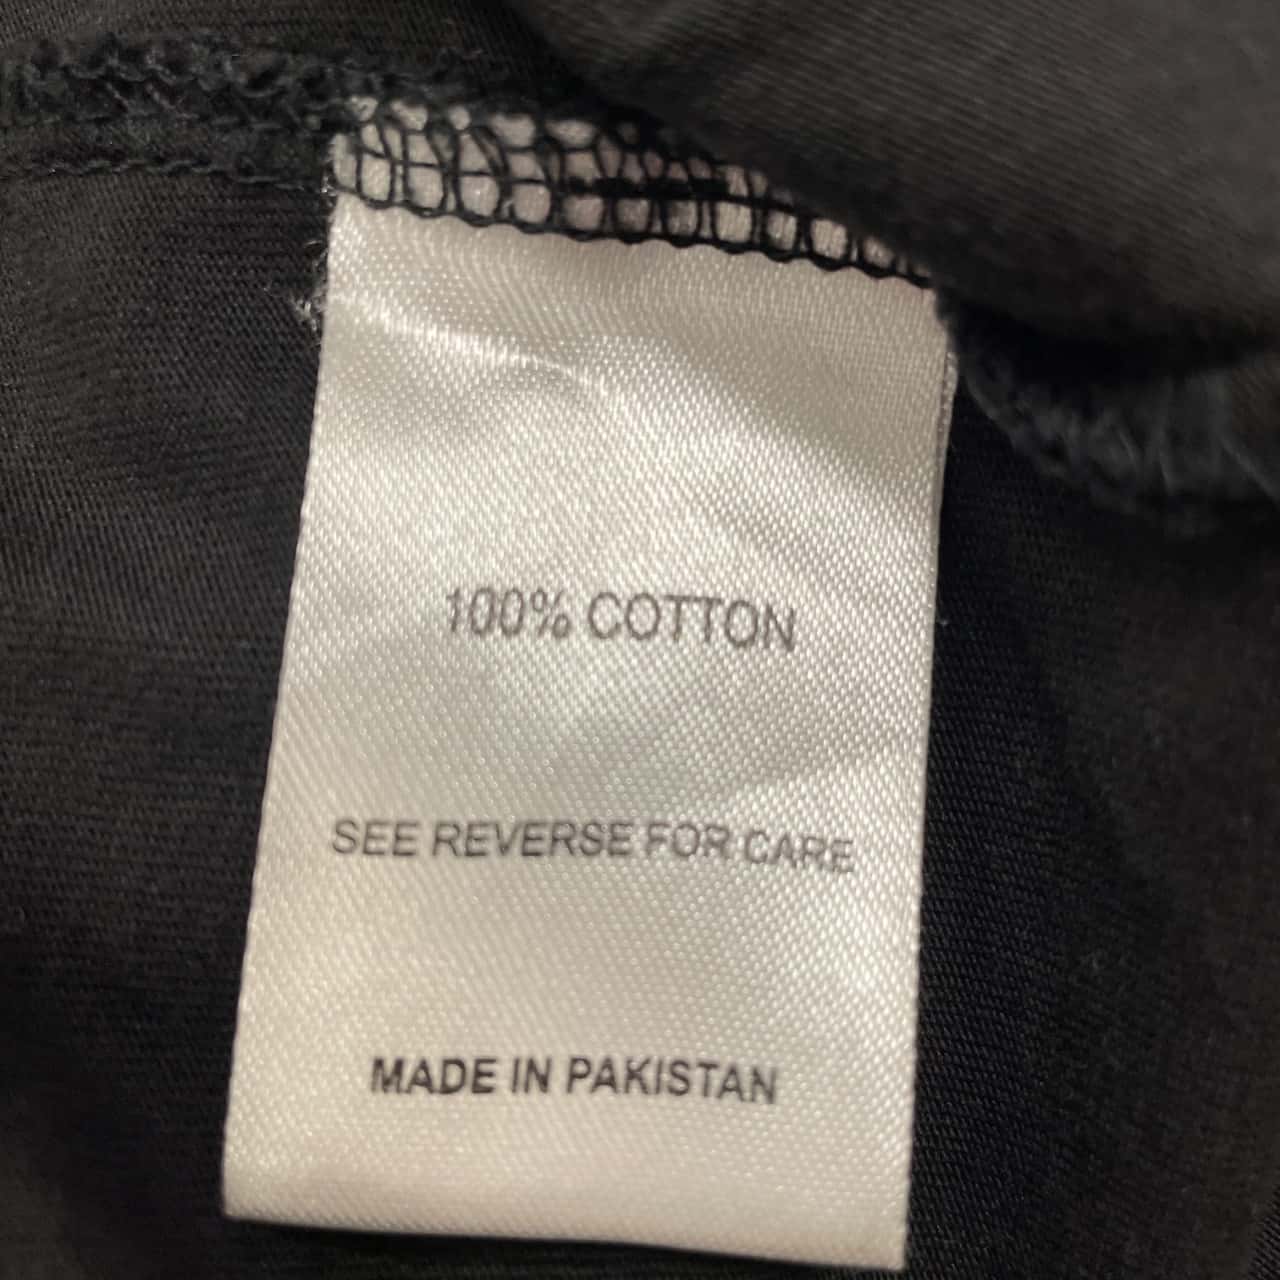 100% COTTON
SEE REVERSE FOR CARE
MADE IN PAKISTAN